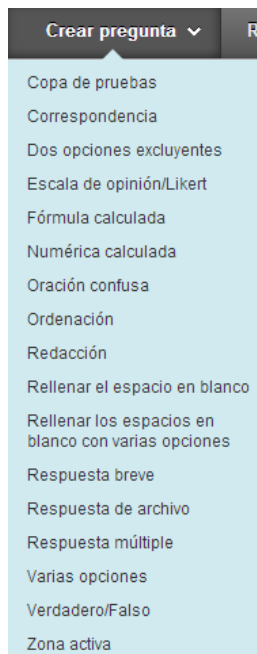 Crear pregunta
R
Copa de pruebas
Correspondencia
Dos opciones excluyentes
Escala de opinión/Likert
Fórmula calculada
Numérica calculada
Oración confusa
Ordenación
Redacción
Rellenar el espacio en blanco
Rellenar los espacios en
blanco con varias opciones
Respuesta breve
Respuesta de archivo
Respuesta múltiple
Varias opciones
Verdadero/Falso
Zona activa